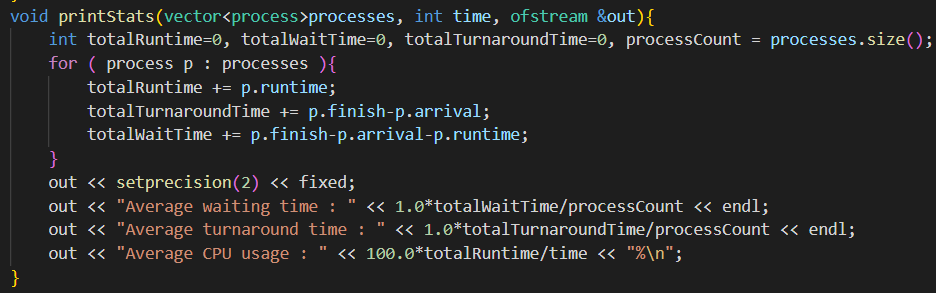 void printStats(vector<process>processes, int time, ofstream &out){
    int totalRuntime=0, totalWaitTime=0, totalTurnaroundTime=0, processCount = processes.size();
    for ( process p : processes ){
        totalRuntime += p.runtime;
        totalTurnaroundTime += p.finish-p.arrival;
        totalWaitTime += p.finish-p.arrival-p.runtime;
    }
    out << setprecision(2) << fixed;
    out << "Average waiting time : " << 1.0*totalWaitTime/processCount << endl;
    out << "Average turnaround time : " << 1.0*totalTurnaroundTime/processCount << endl;
    out << "Average CPU usage : " << 100.0*totalRuntime/time << "%\n";
}